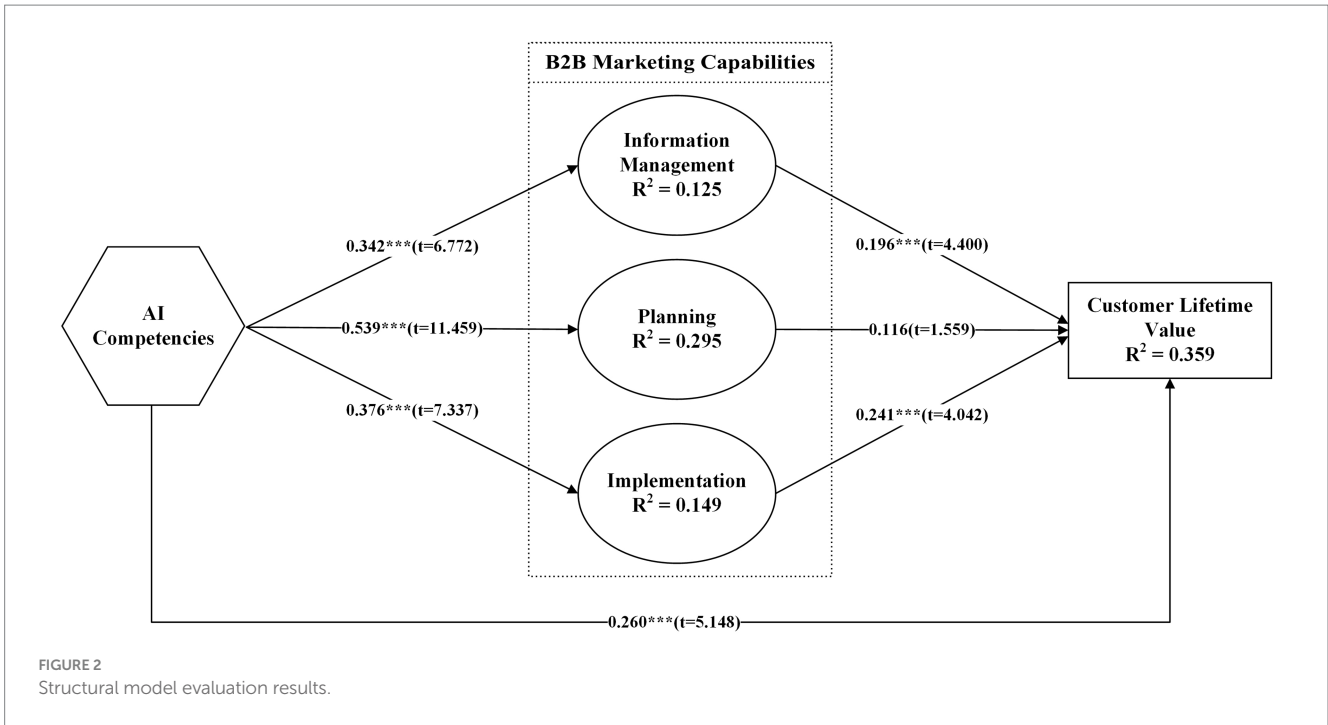 B2B Marketing Capabilities
Information
Management
R² = 0.125
0.342***(t=6.772)
0.196***(t=4.400)
AI
Competencies
0.539***(t=11.459)
Planning
R² = 0.295
0.116(t=1.559)
Customer Lifetime
Value
R² = 0.359
0.376***(t=7.337)
0.241***(t=4.042)
Implementation
R² = 0.149
0.260***(t=5.148)
FIGURE 2
Structural model evaluation results.